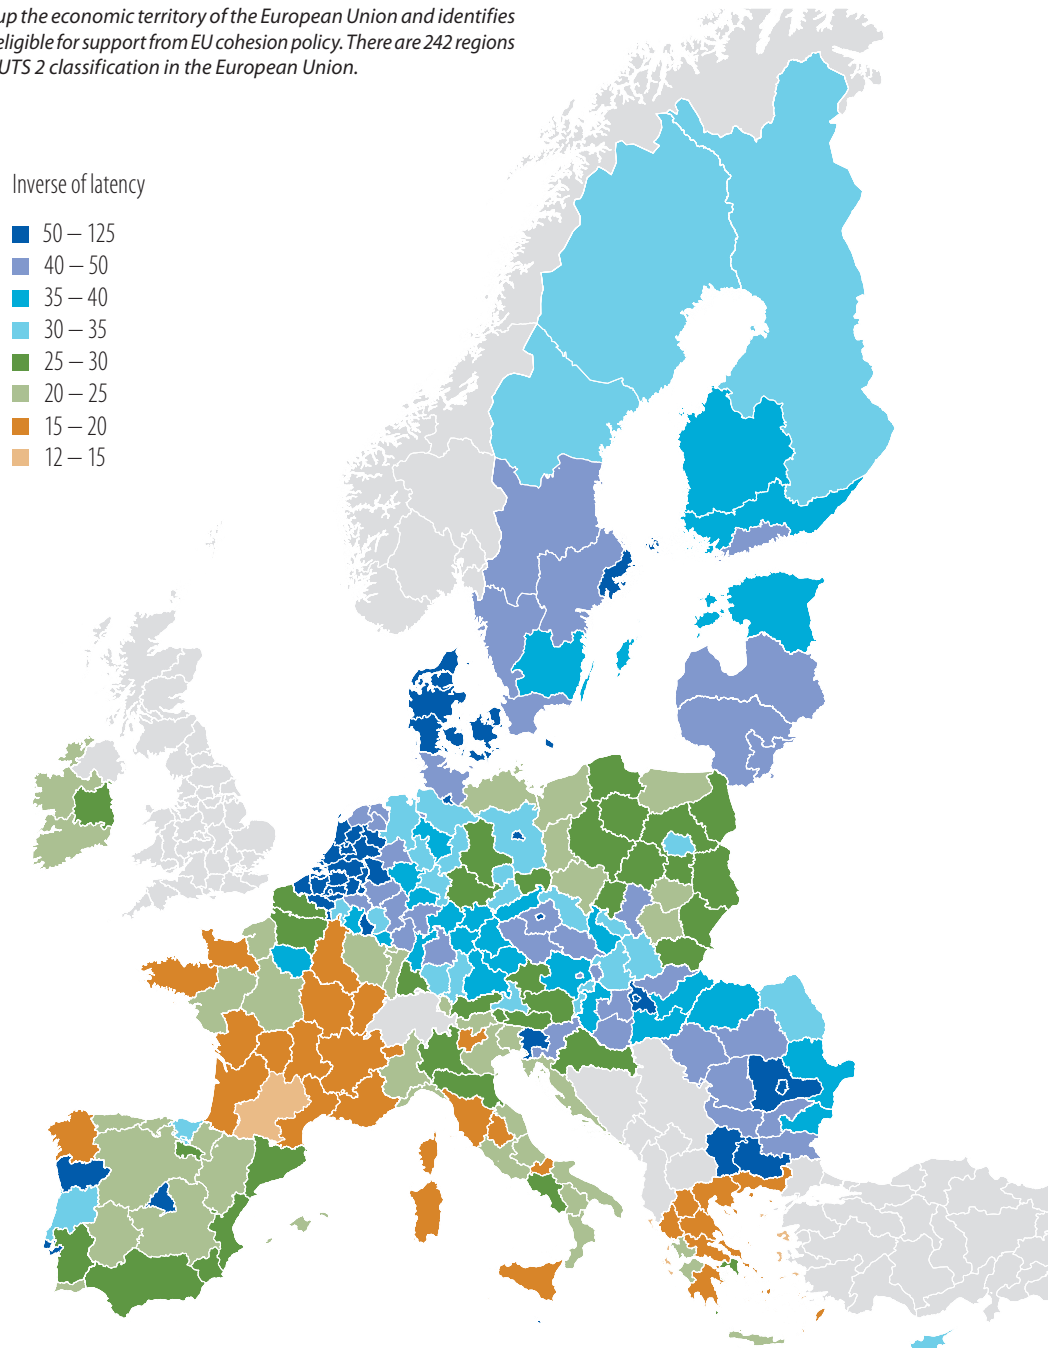 up the economic territory of the European Union and identifies
eligible for support from EU cohesion policy. There are 242 regions
UTS 2 classification in the European Union.
Inverse of latency
50 – 125
40 – 50
35 – 40
30 – 35
25 – 30
20 – 25
15 – 20
12 – 15